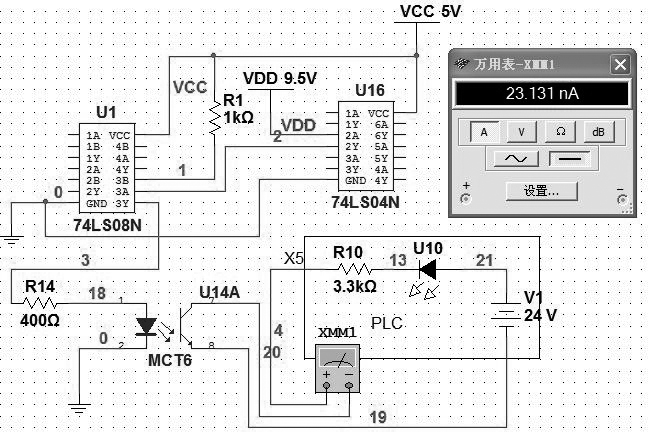 VCC 5V
万用表-XMM1
23.131 nA
A V Ω dB
设置...
+ -
VCC
VDD 9.5V
U16
U1
R1
1kΩ
VDD
2
1A VCC
1B 4B
1Y 4A
2A 4Y
2B 3B
2Y 3A
GND 3Y
1A VCC
1Y 6A
2A 6Y
2Y 5A
3A 5Y
3Y 4A
GND 4Y
1
0
74LS08N
74LS04N
3
X5
R10
3.3kΩ
13
U10
21
R14
400Ω
18
1
U14A
7
V1
24 V
0
2
8
MCT6
4
20
XMM1
PLC
+ -
19